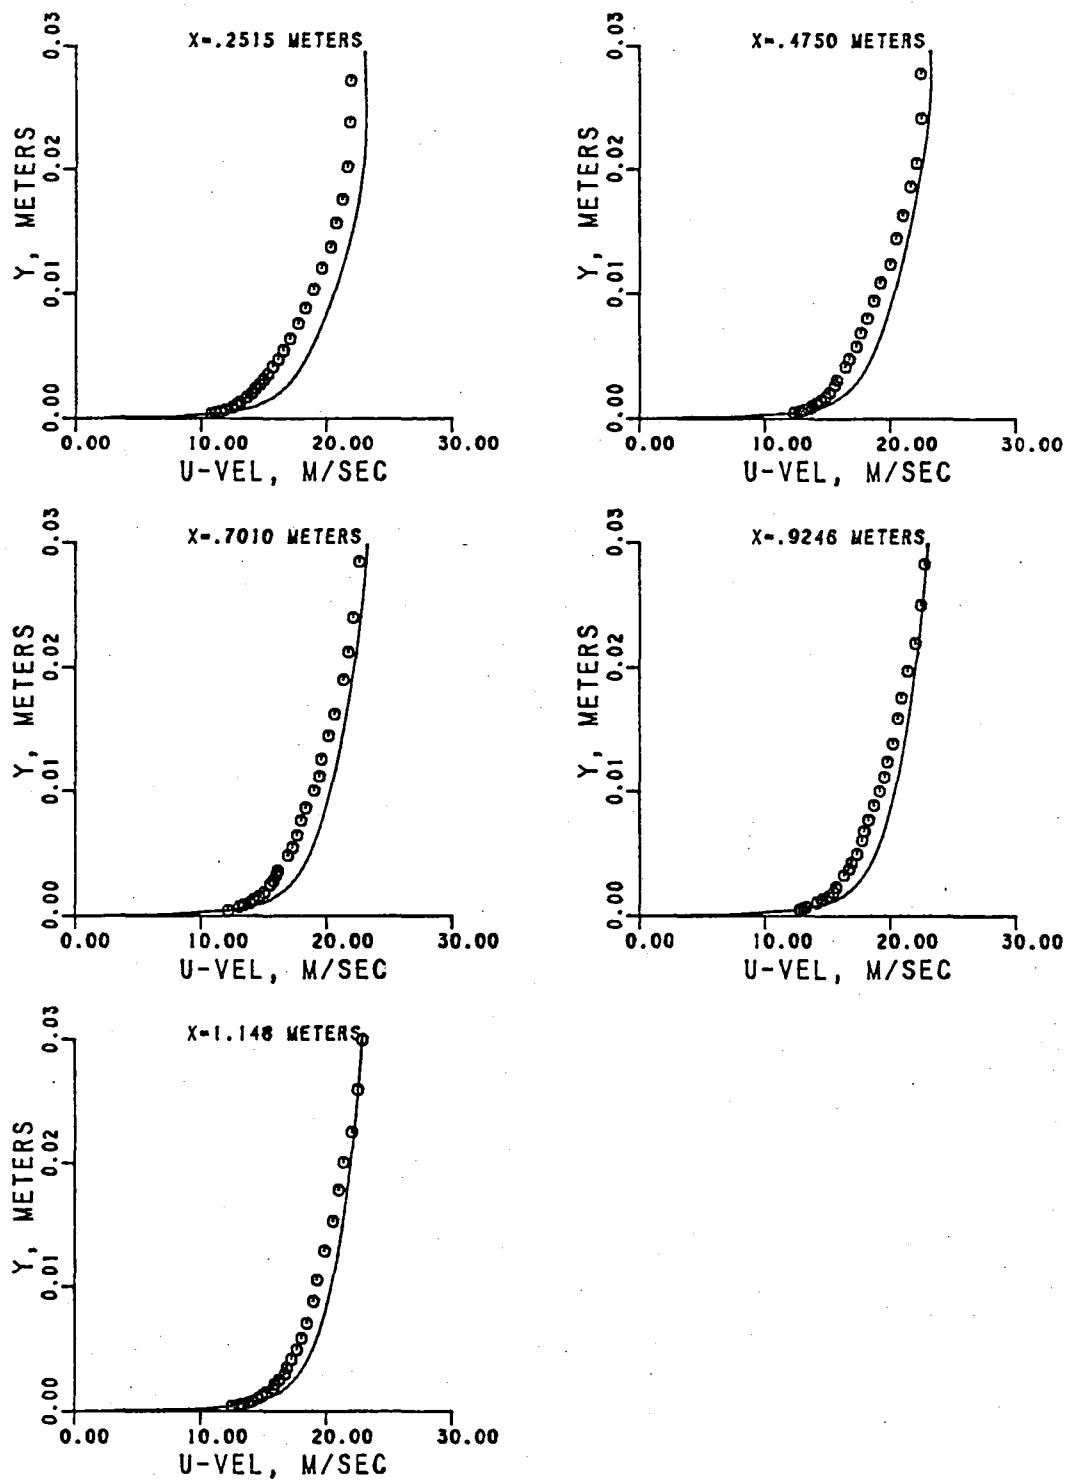 X=.2515 METERS
Y, METERS
0.03
0.02
0.01
0.00
0.00 10.00 20.00 30.00
U-VEL, M/SEC
X=.4750 METERS
Y, METERS
0.03
0.02
0.01
0.00
0.00 10.00 20.00 30.00
U-VEL, M/SEC
X=.7010 METERS
Y, METERS
0.03
0.02
0.01
0.00
0.00 10.00 20.00 30.00
U-VEL, M/SEC
X=.9246 METERS
Y, METERS
0.03
0.02
0.01
0.00
0.00 10.00 20.00 30.00
U-VEL, M/SEC
X=1.148 METERS
Y, METERS
0.03
0.02
0.01
0.00
0.00 10.00 20.00 30.00
U-VEL, M/SEC